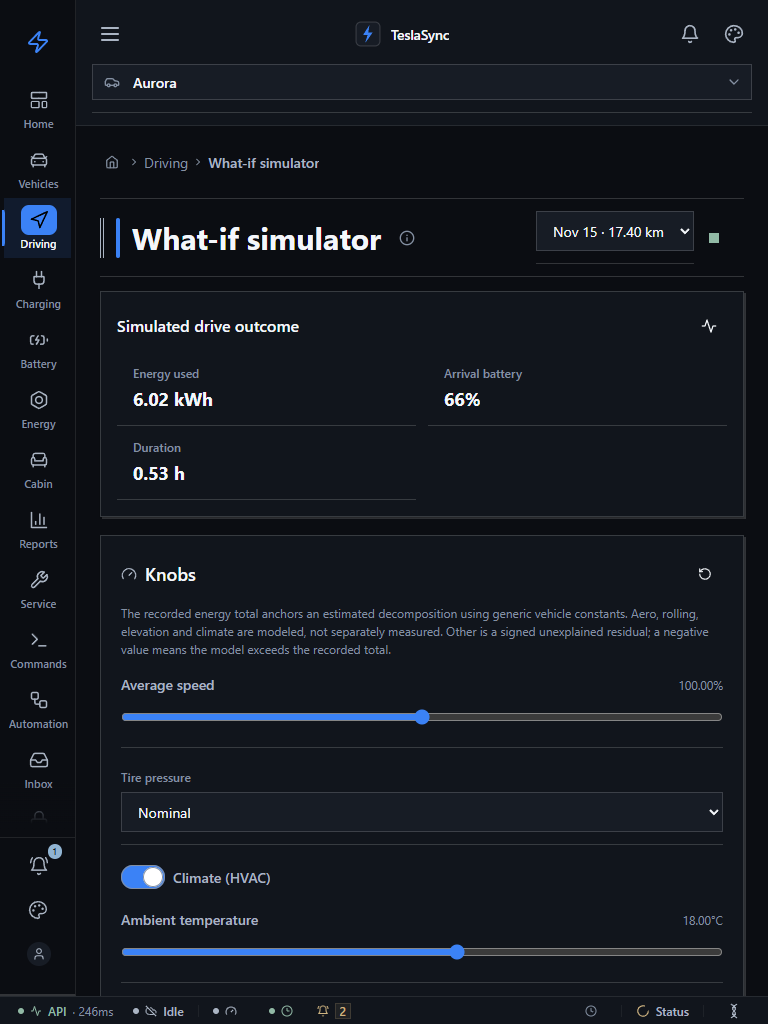 TeslaSync
Aurora
Home
Vehicles
Driving
Charging
Battery
Energy
Cabin
Reports
Service
Commands
Automation
Inbox
1
Driving
What-if simulator
What-if simulator
Nov 15 · 17.40 km
Simulated drive outcome
Energy used
6.02 kWh
Arrival battery
66%
Duration
0.53 h
Knobs
The recorded energy total anchors an estimated decomposition using generic vehicle constants. Aero, rolling,
elevation and climate are modeled, not separately measured. Other is a signed unexplained residual; a negative
value means the model exceeds the recorded total.
Average speed
100.00%
Tire pressure
Nominal
Climate (HVAC)
Ambient temperature
18.00°C
API · 246ms
Idle
2
Status